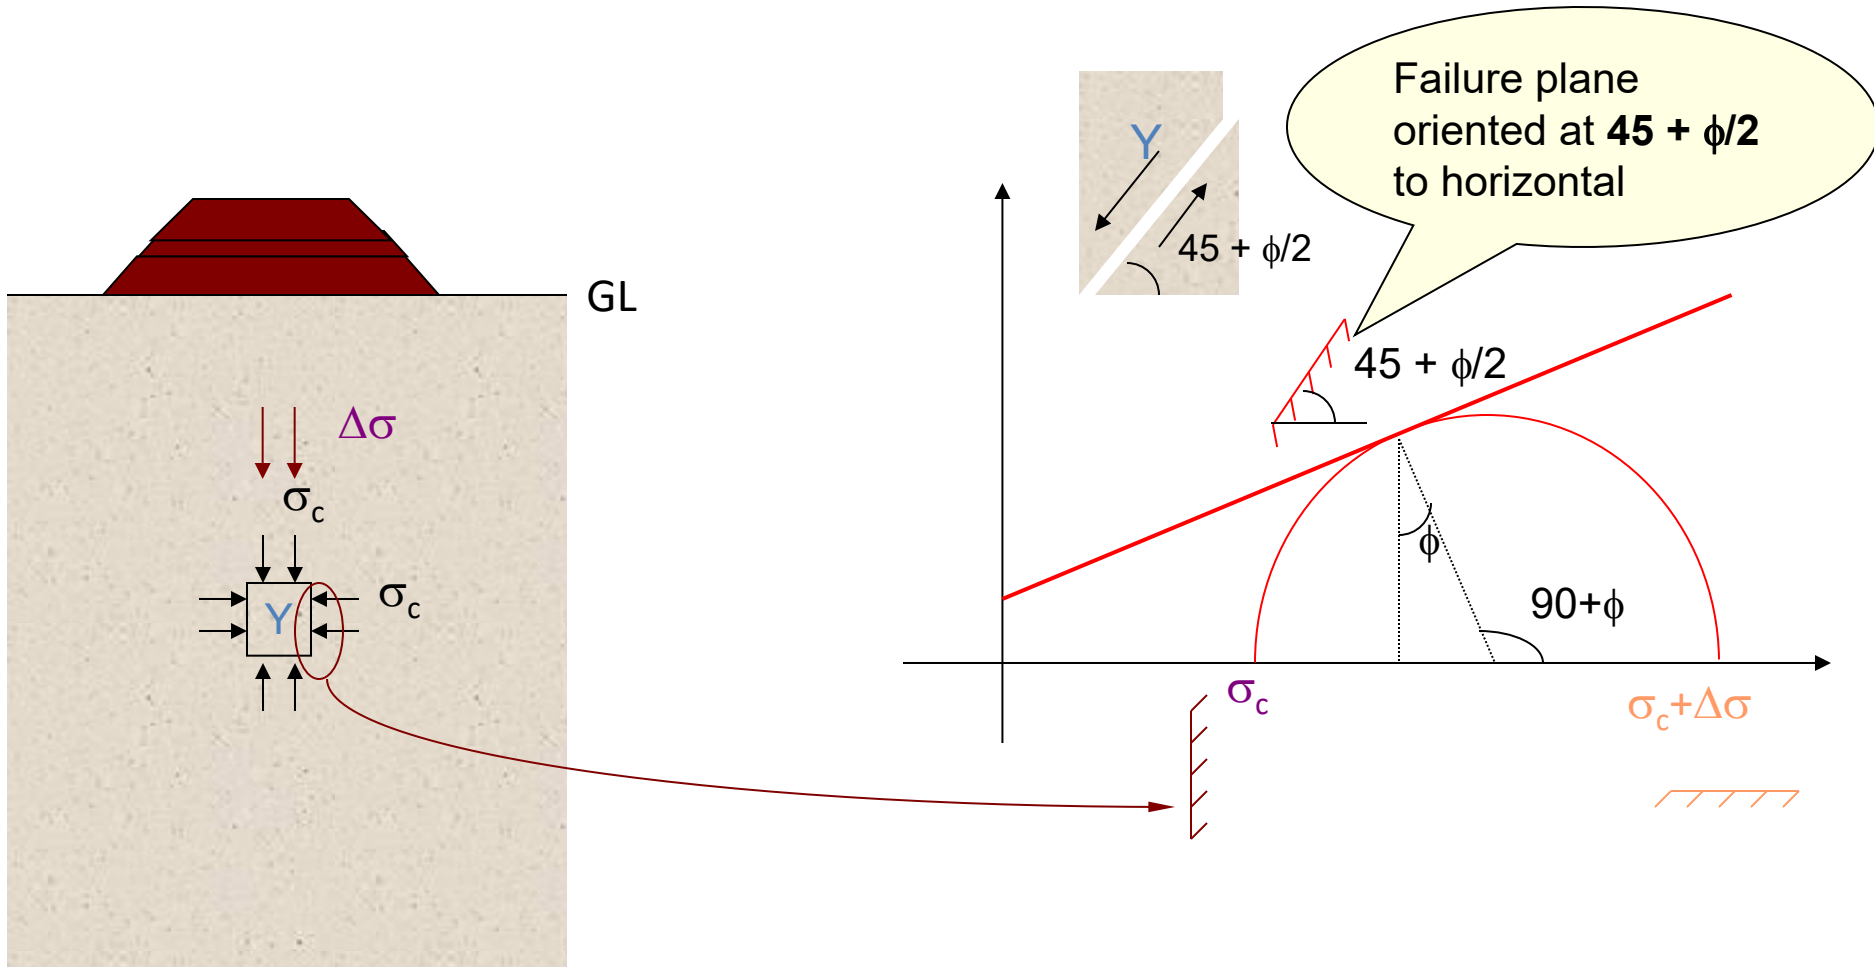 GL
Δσ
σc
σc
Y
Y
45 + ϕ/2
Failure plane
oriented at 45 + ϕ/2
to horizontal
45 + ϕ/2
ϕ
90+ϕ
σc
σc+Δσ